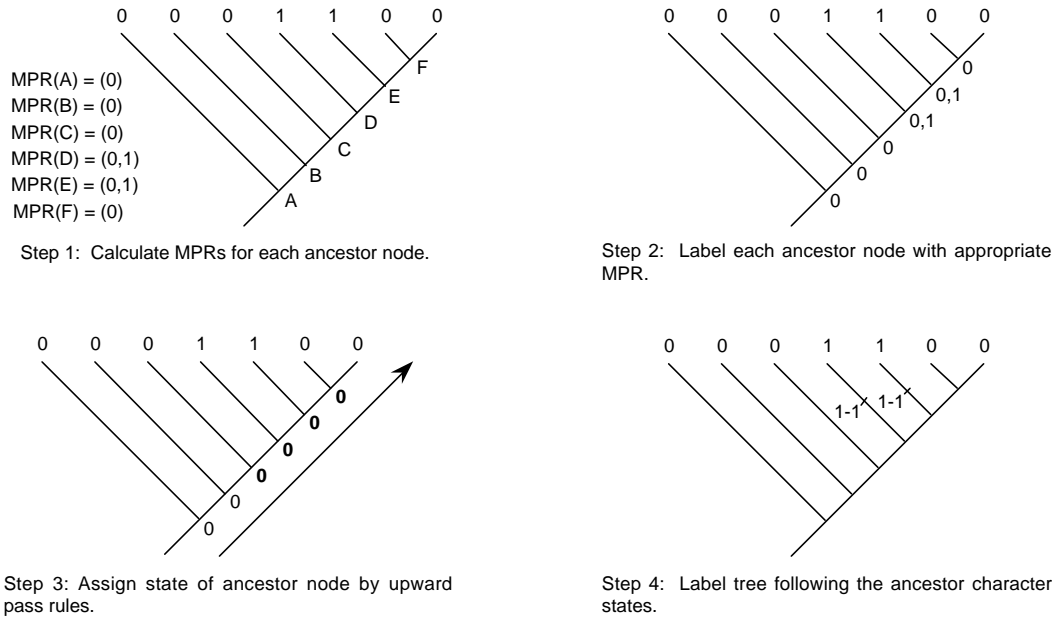 0 0 0 1 1 0 0
MPR(A) = (0)
MPR(B) = (0)
MPR(C) = (0)
MPR(D) = (0,1)
MPR(E) = (0,1)
MPR(F) = (0)
F
E
D
C
B
A
Step 1: Calculate MPRs for each ancestor node.
0 0 0 1 1 0 0
0
0,1
0,1
0
0
0
Step 2: Label each ancestor node with appropriate
MPR.
0 0 0 1 1 0 0
0
0
0
0
0
0
Step 3: Assign state of ancestor node by upward
pass rules.
0 0 0 1 1 0 0
1-1 1-1
Step 4: Label tree following the ancestor character
states.